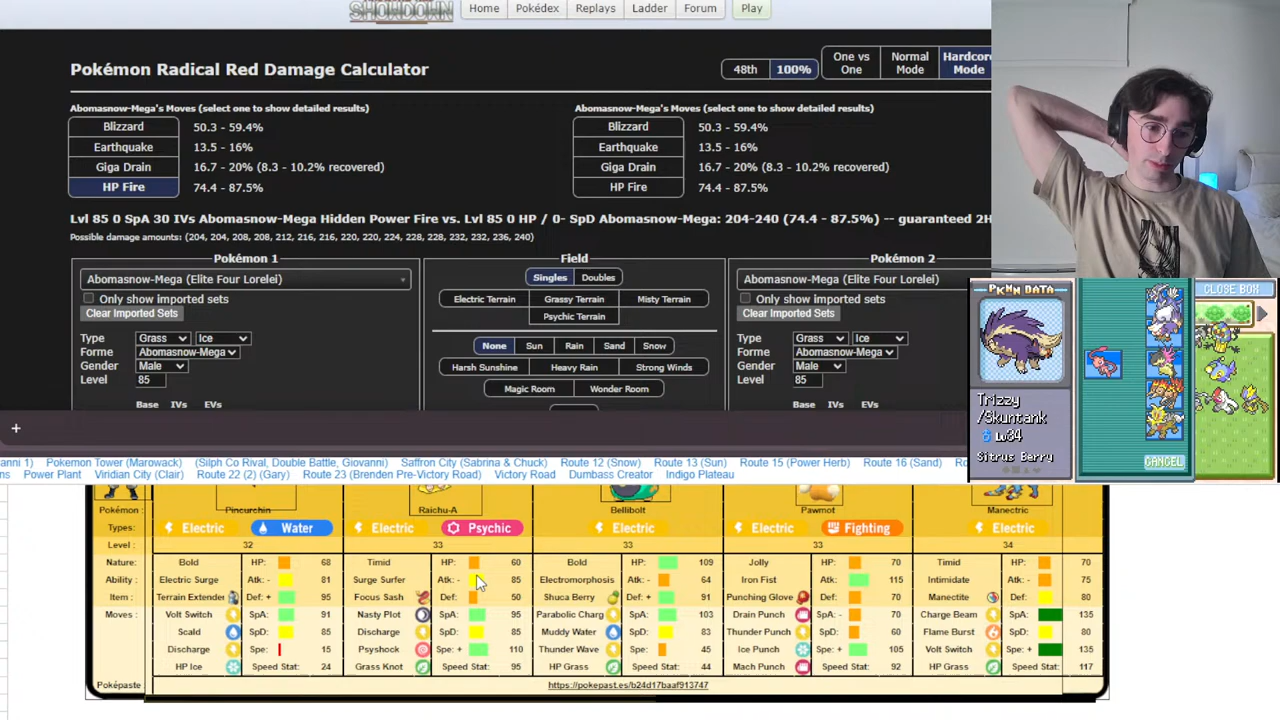 SHOWDOWN
Home Pokédex Replays Ladder Forum Play
Pokémon Radical Red Damage Calculator
48th 100% One vs One Normal Mode Hardcore Mode
Abomasnow-Mega's Moves (select one to show detailed results)
Blizzard 50.3 - 59.4%
Earthquake 13.5 - 16%
Giga Drain 16.7 - 20% (8.3 - 10.2% recovered)
HP Fire 74.4 - 87.5%
Abomasnow-Mega's Moves (select one to show detailed results)
Blizzard 50.3 - 59.4%
Earthquake 13.5 - 16%
Giga Drain 16.7 - 20% (8.3 - 10.2% recovered)
HP Fire 74.4 - 87.5%
Lvl 85 0 SpA 30 IVs Abomasnow-Mega Hidden Power Fire vs. Lvl 85 0 HP / 0- SpD Abomasnow-Mega: 204-240 (74.4 - 87.5%) -- guaranteed 2H
Possible damage amounts: (204, 204, 208, 208, 212, 216, 216, 220, 220, 224, 228, 228, 232, 232, 236, 240)
Pokémon 1
Abomasnow-Mega (Elite Four Lorelei)
Only show imported sets
Clear Imported Sets
Type Grass Ice
Forme Abomasnow-Mega
Gender Male
Level 85
Base IVs EVs
Field
Singles Doubles
Electric Terrain Grassy Terrain Misty Terrain
Psychic Terrain
None Sun Rain Sand Snow
Harsh Sunshine Heavy Rain Strong Winds
Magic Room Wonder Room
Pokémon 2
Abomasnow-Mega (Elite Four Lorelei)
Only show imported sets
Clear Imported Sets
Type Grass Ice
Forme Abomasnow-Mega
Gender Male
Level 85
Base IVs EVs
PKMN DATA
Trizzy
/Skuntank
♂ Lv34
Sitrus Berry
CLOSE BOX
CANCEL
+
anni 1) Pokemon Tower (Marowack) (Silph Co Rival, Double Battle, Giovanni) Saffron City (Sabrina & Chuck) Route 12 (Snow) Route 13 (Sun) Route 15 (Power Herb) Route 16 (Sand) Ro
ns Power Plant Viridian City (Clair) Route 22 (2) (Gary) Route 23 (Brenden Pre-Victory Road) Victory Road Dumbass Creator Indigo Plateau
Pokémon: Pincurchin Raichu-A Bellibolt Pawmot Manectric
Types: Electric Water Electric Psychic Electric Electric Fighting Electric
Level: 32 33 33 33 34
Nature: Bold HP: 68 Timid HP: 60 Bold HP: 109 Jolly HP: 70 HP: 70
Ability: Electric Surge Atk: - 81 Surge Surfer Atk: - 85 Electromorphosis Atk: - 64 Iron Fist Atk: 115 Intimidate Atk: 75
Item: Terrain Extender Def: + 95 Focus Sash Def: 50 Shuca Berry Def: + 91 Punching Glove Def: 70 Manectite Def: 80
Moves: Volt Switch SpA: 91 Nasty Plot SpA: 95 Parabolic Charg SpA: 103 Drain Punch SpA: - 70 Charge Beam SpA: 135
Scald SpD: 85 Discharge SpD: 85 Muddy Water SpD: 83 Thunder Punch SpD: 60 Flame Burst SpD: 80
Discharge Spe: 15 Psyshock Spe: + 110 Thunder Wave Spe: 45 Ice Punch Spe: + 105 Volt Switch Spe: 135
HP Ice Speed Stat: 24 Grass Knot Speed Stat: 95 HP Grass Speed Stat: 44 Mach Punch Speed Stat: 92 HP Grass Speed Stat: 117
Poképaste: https://pokepast.es/b24d17baaf913747